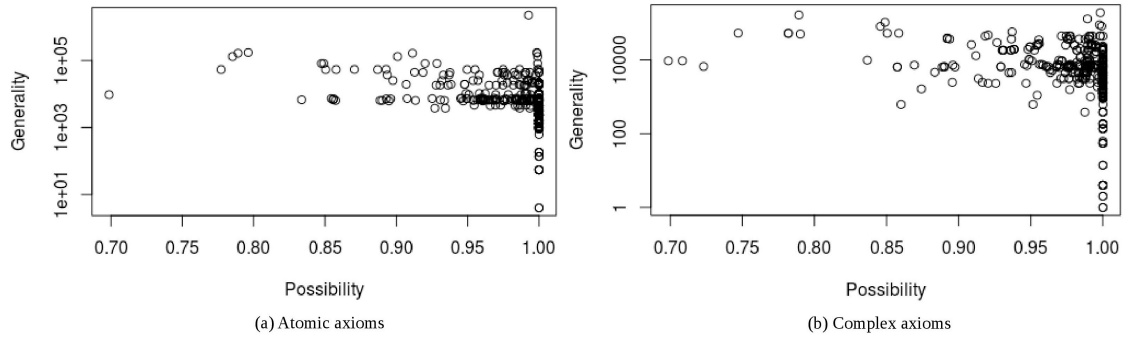 Generality
1e+05
1e+03
1e+01
0.70 0.75 0.80 0.85 0.90 0.95 1.00
Possibility
(a) Atomic axioms
Generality
10000
100
1
0.70 0.75 0.80 0.85 0.90 0.95 1.00
Possibility
(b) Complex axioms